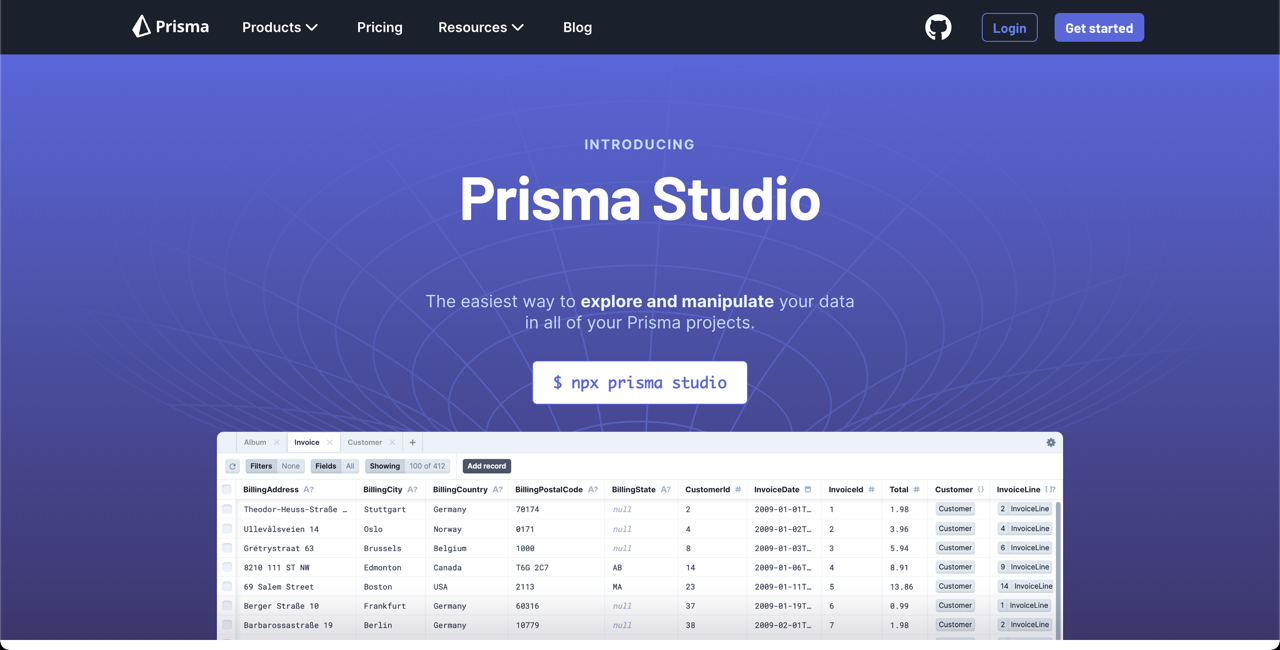 Prisma Products Pricing Resources Blog Login Get started
INTRODUCING
Prisma Studio
The easiest way to explore and manipulate your data
in all of your Prisma projects.
$ npx prisma studio
Album Invoice Customer +
Filters None Fields All Showing 100 of 412 Add record
BillingAddress A? BillingCity A? BillingCountry A? BillingPostalCode A? BillingState A? CustomerId # InvoiceDate InvoiceId # Total # Customer {} InvoiceLine []?
Theodor-Heuss-Straße … Stuttgart Germany 70174 null 2 2009-01-01T… 1 1.98 Customer 2 InvoiceLine
Ullevålsveien 14 Oslo Norway 0171 null 4 2009-01-02T… 2 3.96 Customer 4 InvoiceLine
Grétrystraat 63 Brussels Belgium 1000 null 8 2009-01-03T… 3 5.94 Customer 6 InvoiceLine
8210 111 ST NW Edmonton Canada T6G 2C7 AB 14 2009-01-06T… 4 8.91 Customer 9 InvoiceLine
69 Salem Street Boston USA 2113 MA 23 2009-01-11T… 5 13.86 Customer 14 InvoiceLine
Berger Straße 10 Frankfurt Germany 60316 null 37 2009-01-19T… 6 0.99 Customer 1 InvoiceLine
Barbarossastraße 19 Berlin Germany 10779 null 38 2009-02-01T… 7 1.98 Customer 2 InvoiceLine